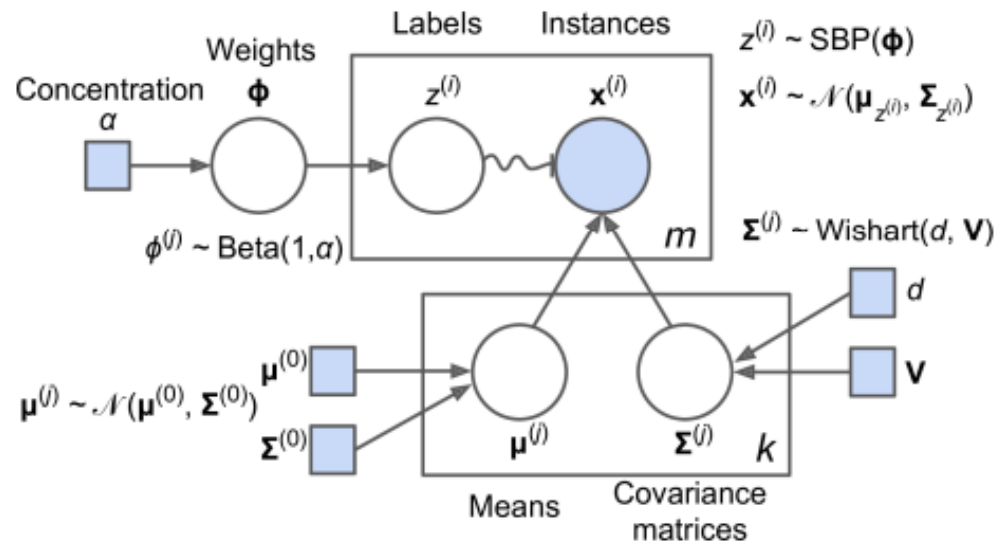 Labels
Instances
z⁽ⁱ⁾ ~ SBP(ϕ)
Weights
ϕ
z⁽ⁱ⁾
x⁽ⁱ⁾
x⁽ⁱ⁾ ~ 𝒩(μ_z⁽ⁱ⁾, Σ_z⁽ⁱ⁾)
Concentration
α
ϕ⁽ʲ⁾ ~ Beta(1,α)
m
Σ⁽ʲ⁾ ~ Wishart(d, V)
d
μ⁽⁰⁾
V
μ⁽ʲ⁾ ~ 𝒩(μ⁽⁰⁾, Σ⁽⁰⁾)
Σ⁽⁰⁾
μ⁽ʲ⁾
Σ⁽ʲ⁾
k
Means
Covariance
matrices